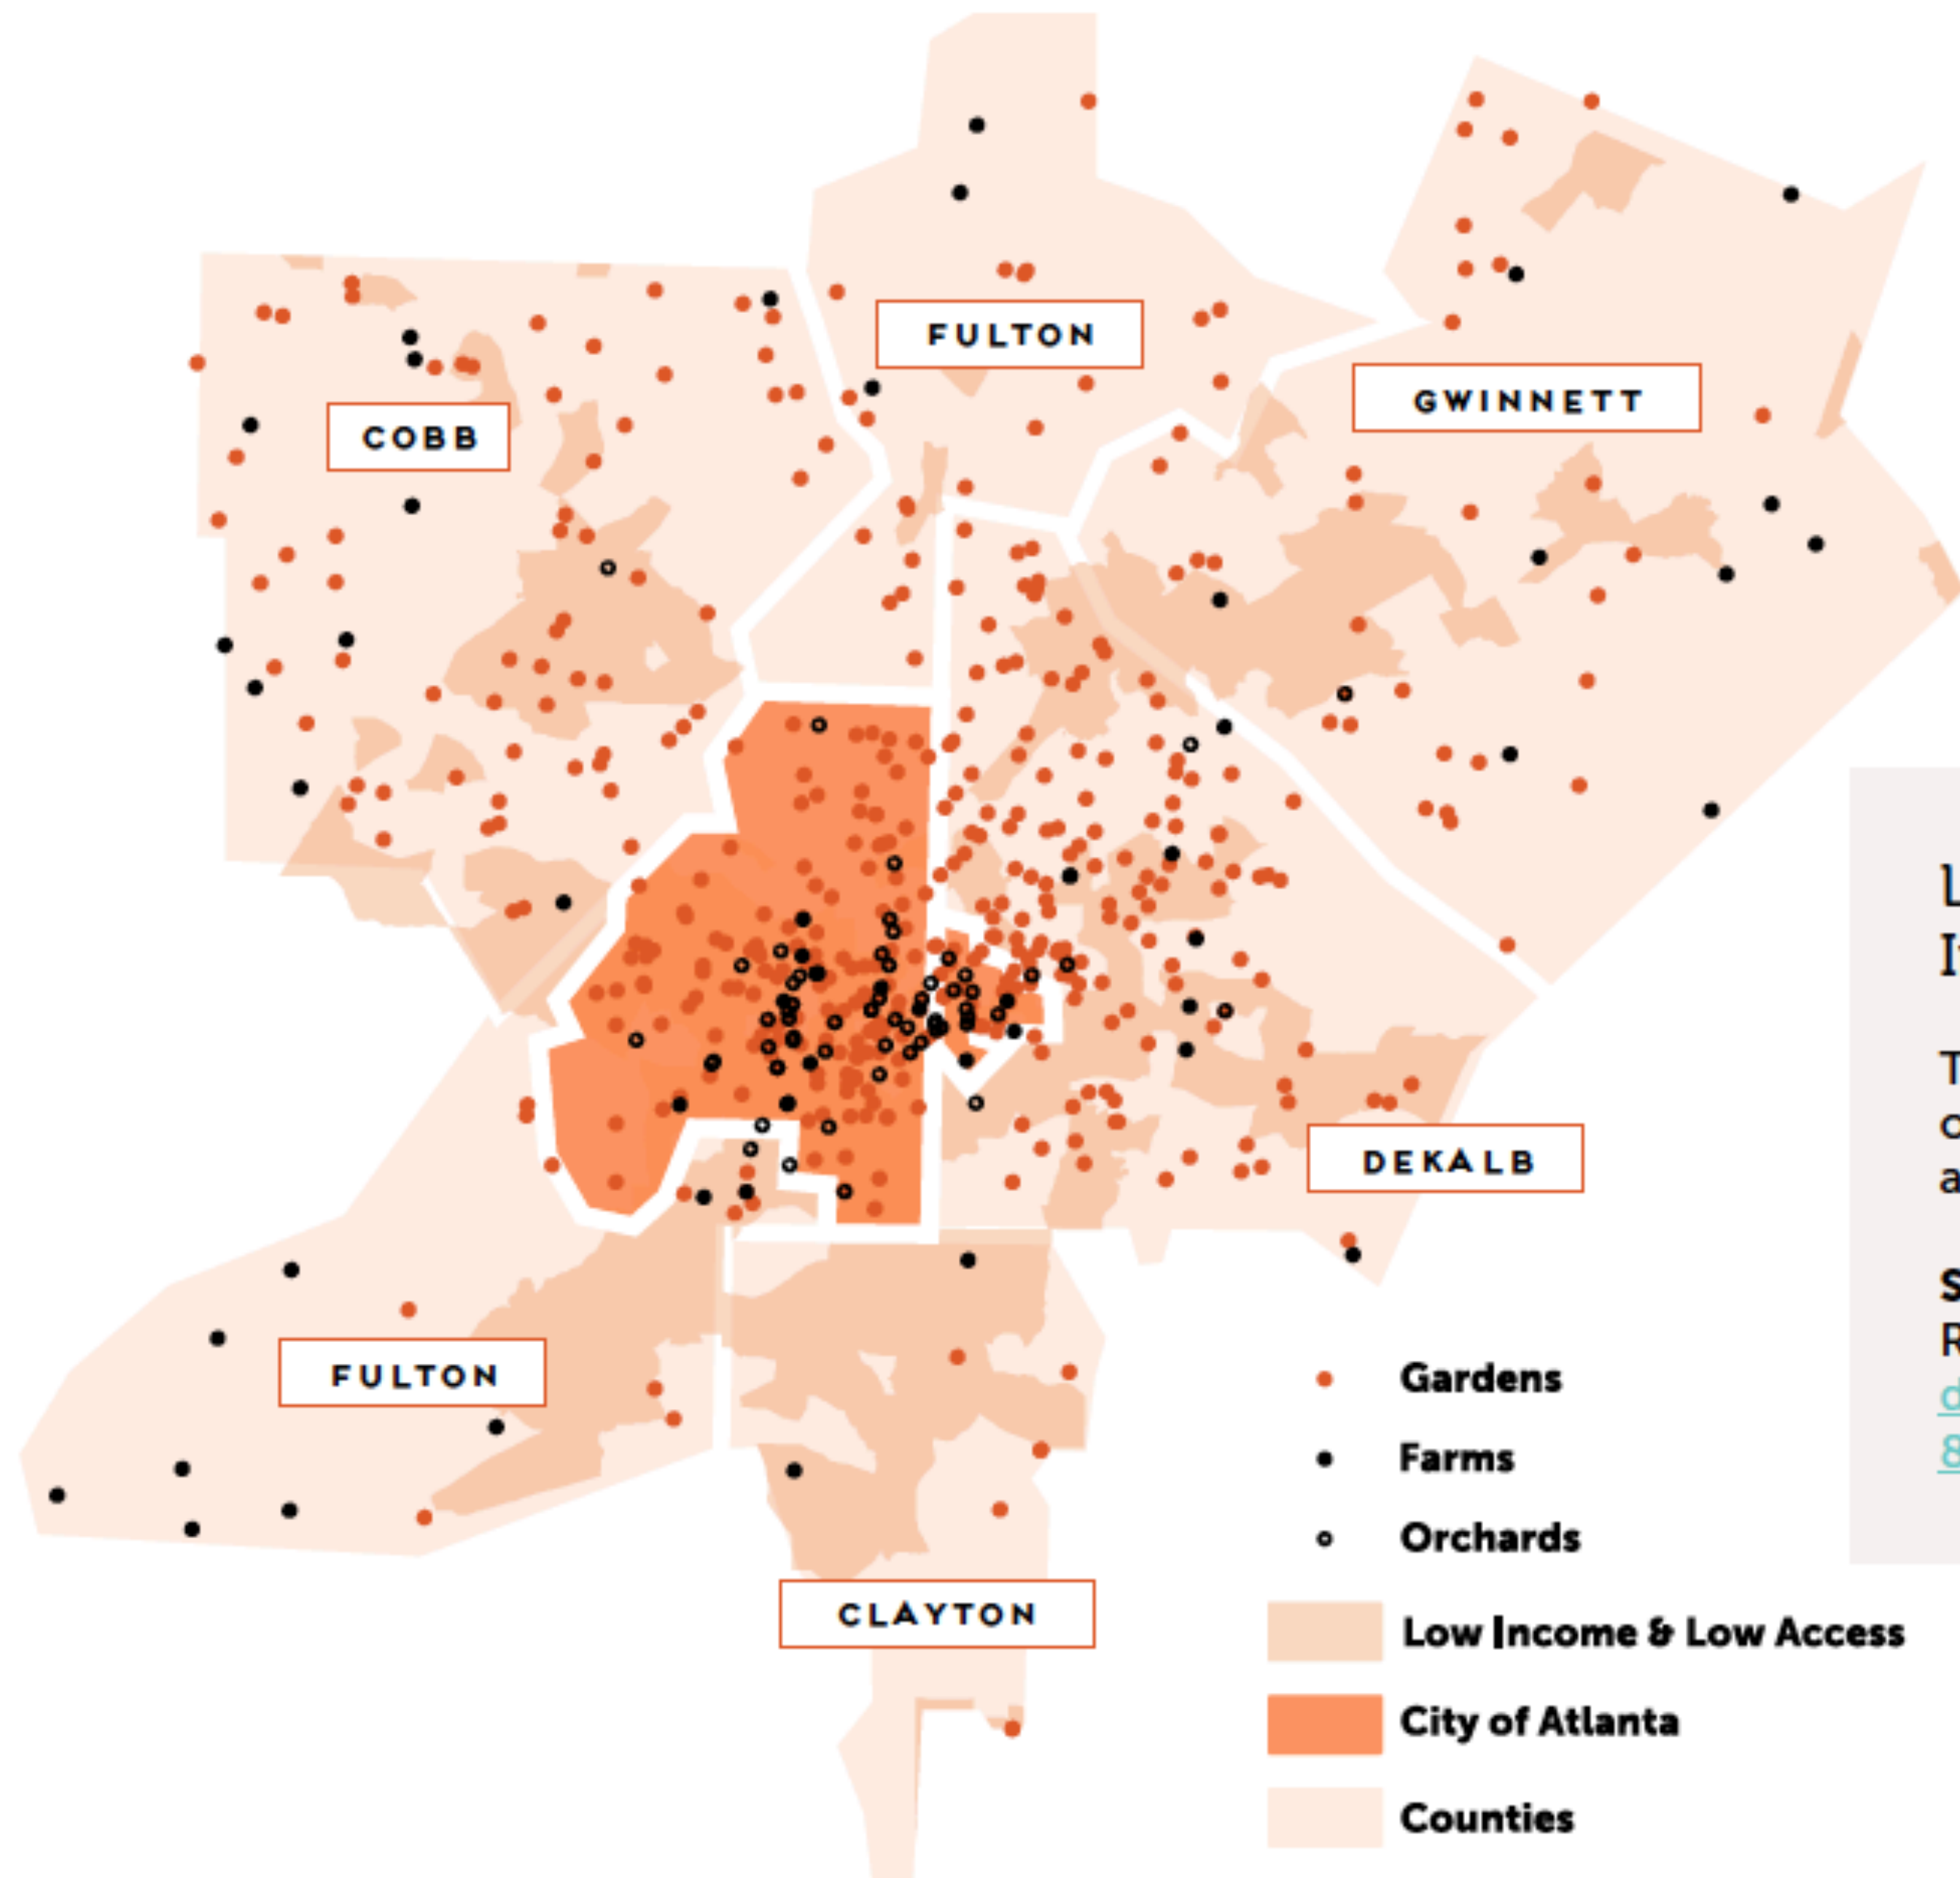 FULTON
GWINNETT
COBB
DEKALB
FULTON
CLAYTON
Gardens
Farms
Orchards
Low Income & Low Access
City of Atlanta
Counties